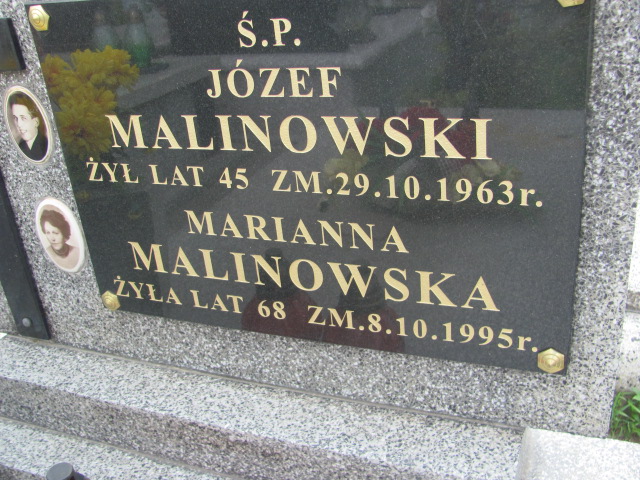 Ś.P.
JÓZEF
MALINOWSKI
ŻYŁ LAT 45 ZM.29.10.1963r.
MARIANNA
MALINOWSKA
ŻYŁA LAT 68 ZM.8.10.1995r.